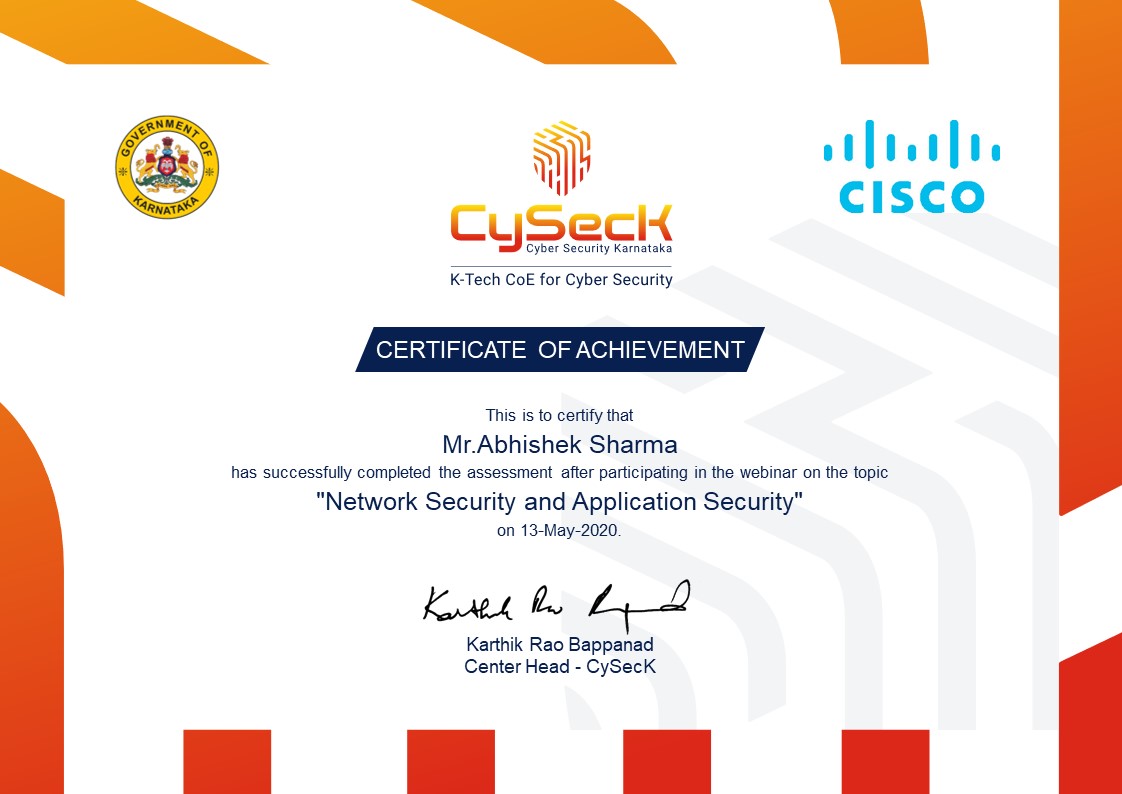 GOVERNMENT OF
KARNATAKA
CySecK
Cyber Security Karnataka
K-Tech CoE for Cyber Security
CISCO
CERTIFICATE OF ACHIEVEMENT
This is to certify that
Mr.Abhishek Sharma
has successfully completed the assessment after participating in the webinar on the topic
"Network Security and Application Security"
on 13-May-2020.
Karthik Rao Bappanad
Karthik Rao Bappanad
Center Head - CySecK